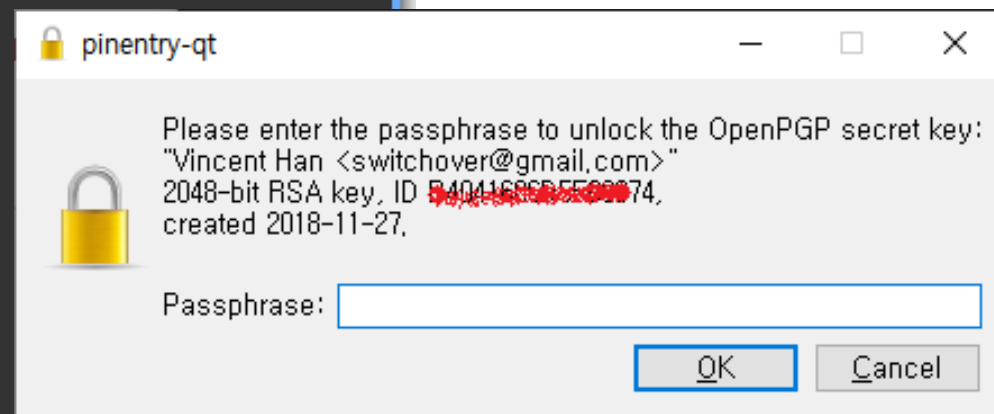 pinentry-qt
Please enter the passphrase to unlock the OpenPGP secret key:
"Vincent Han <switchover@gmail.com>"
2048-bit RSA key, ID 74,
created 2018-11-27.
Passphrase:
OK
Cancel